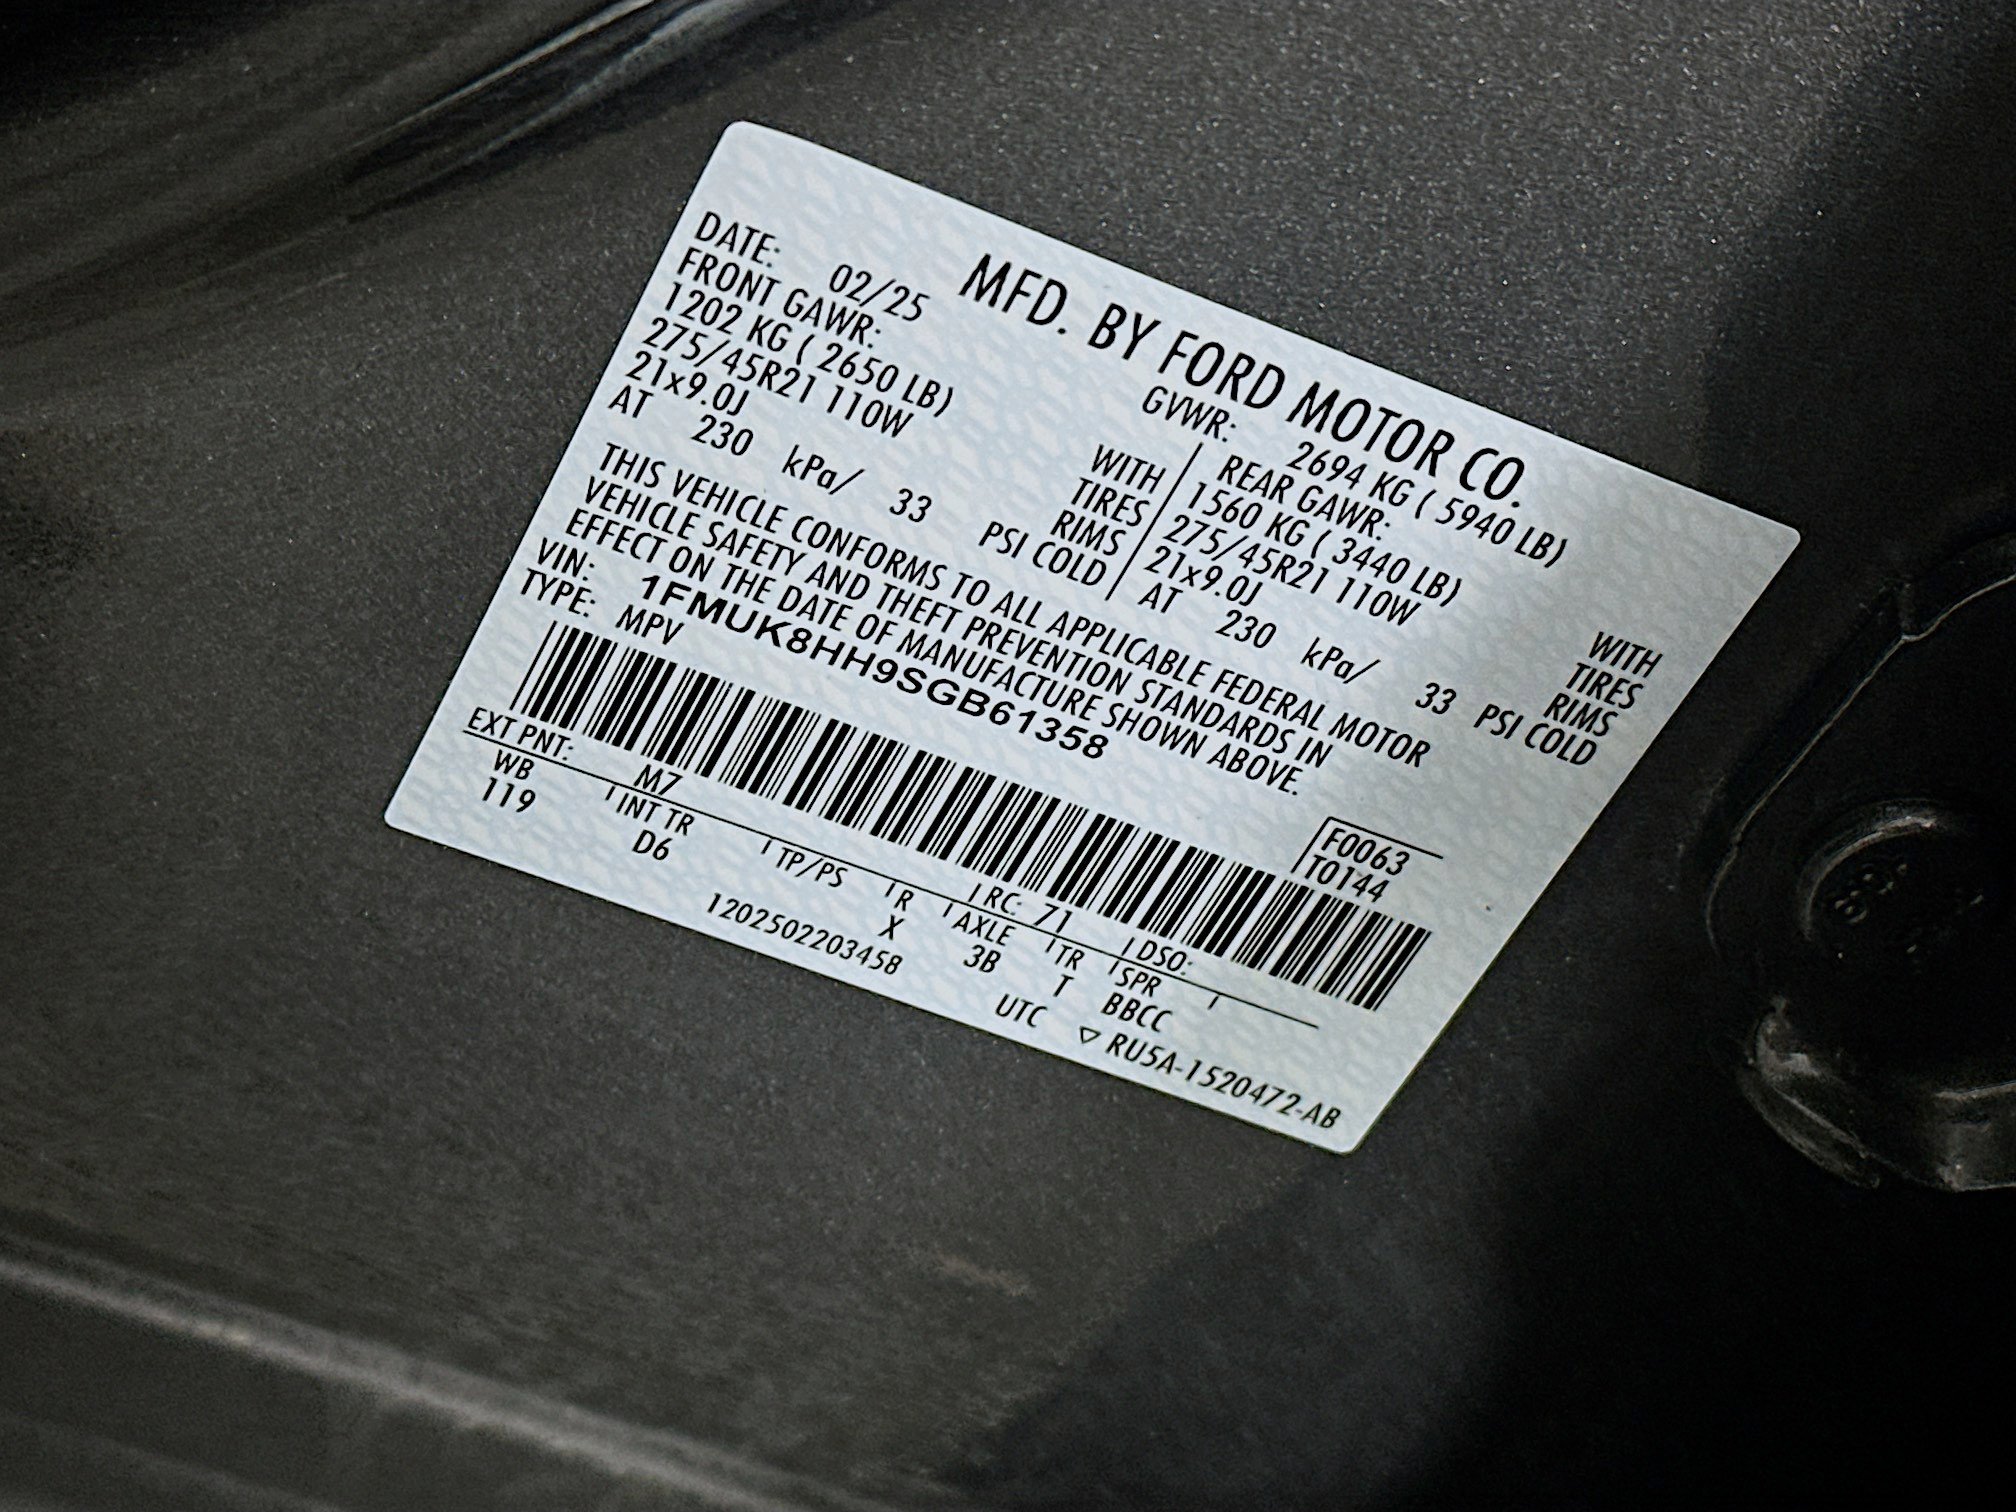 MFD. BY FORD MOTOR CO.
DATE: 02/25 GVWR: 2694 KG ( 5940 LB)
FRONT GAWR: REAR GAWR:
1202 KG ( 2650 LB) WITH 1560 KG ( 3440 LB) WITH
275/45R21 110W TIRES 275/45R21 110W TIRES
21x9.0J RIMS 21x9.0J RIMS
AT 230 kPa/ 33 PSI COLD AT 230 kPa/ 33 PSI COLD
THIS VEHICLE CONFORMS TO ALL APPLICABLE FEDERAL MOTOR
VEHICLE SAFETY AND THEFT PREVENTION STANDARDS IN
EFFECT ON THE DATE OF MANUFACTURE SHOWN ABOVE.
VIN: 1FMUK8HH9SGB61358
TYPE: MPV
F0063
T0144
EXT PNT: M7 RC: 71 DSO:
WB INT TR TP/PS R AXLE TR SPR
119 D6 X 3B T BBCC
1202502203458 UTC ▽ RU5A-1520472-AB